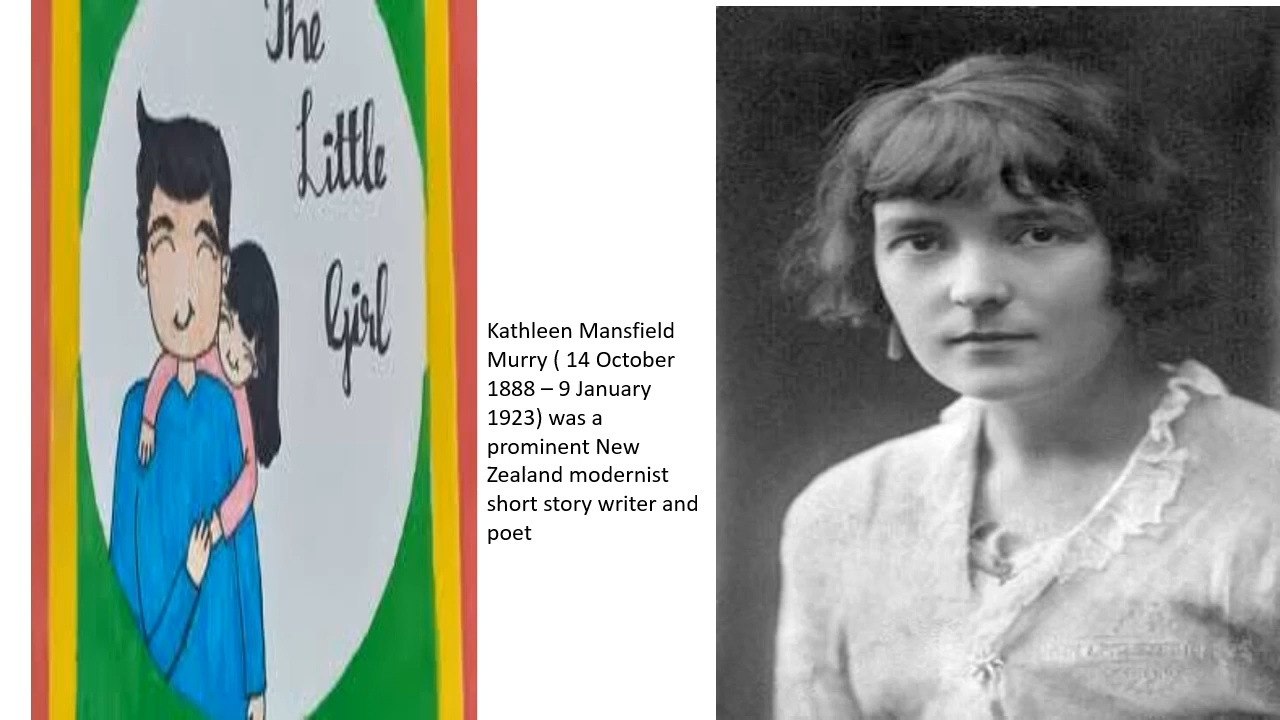 The
Little
Girl
Kathleen Mansfield
Murry ( 14 October
1888 – 9 January
1923) was a
prominent New
Zealand modernist
short story writer and
poet